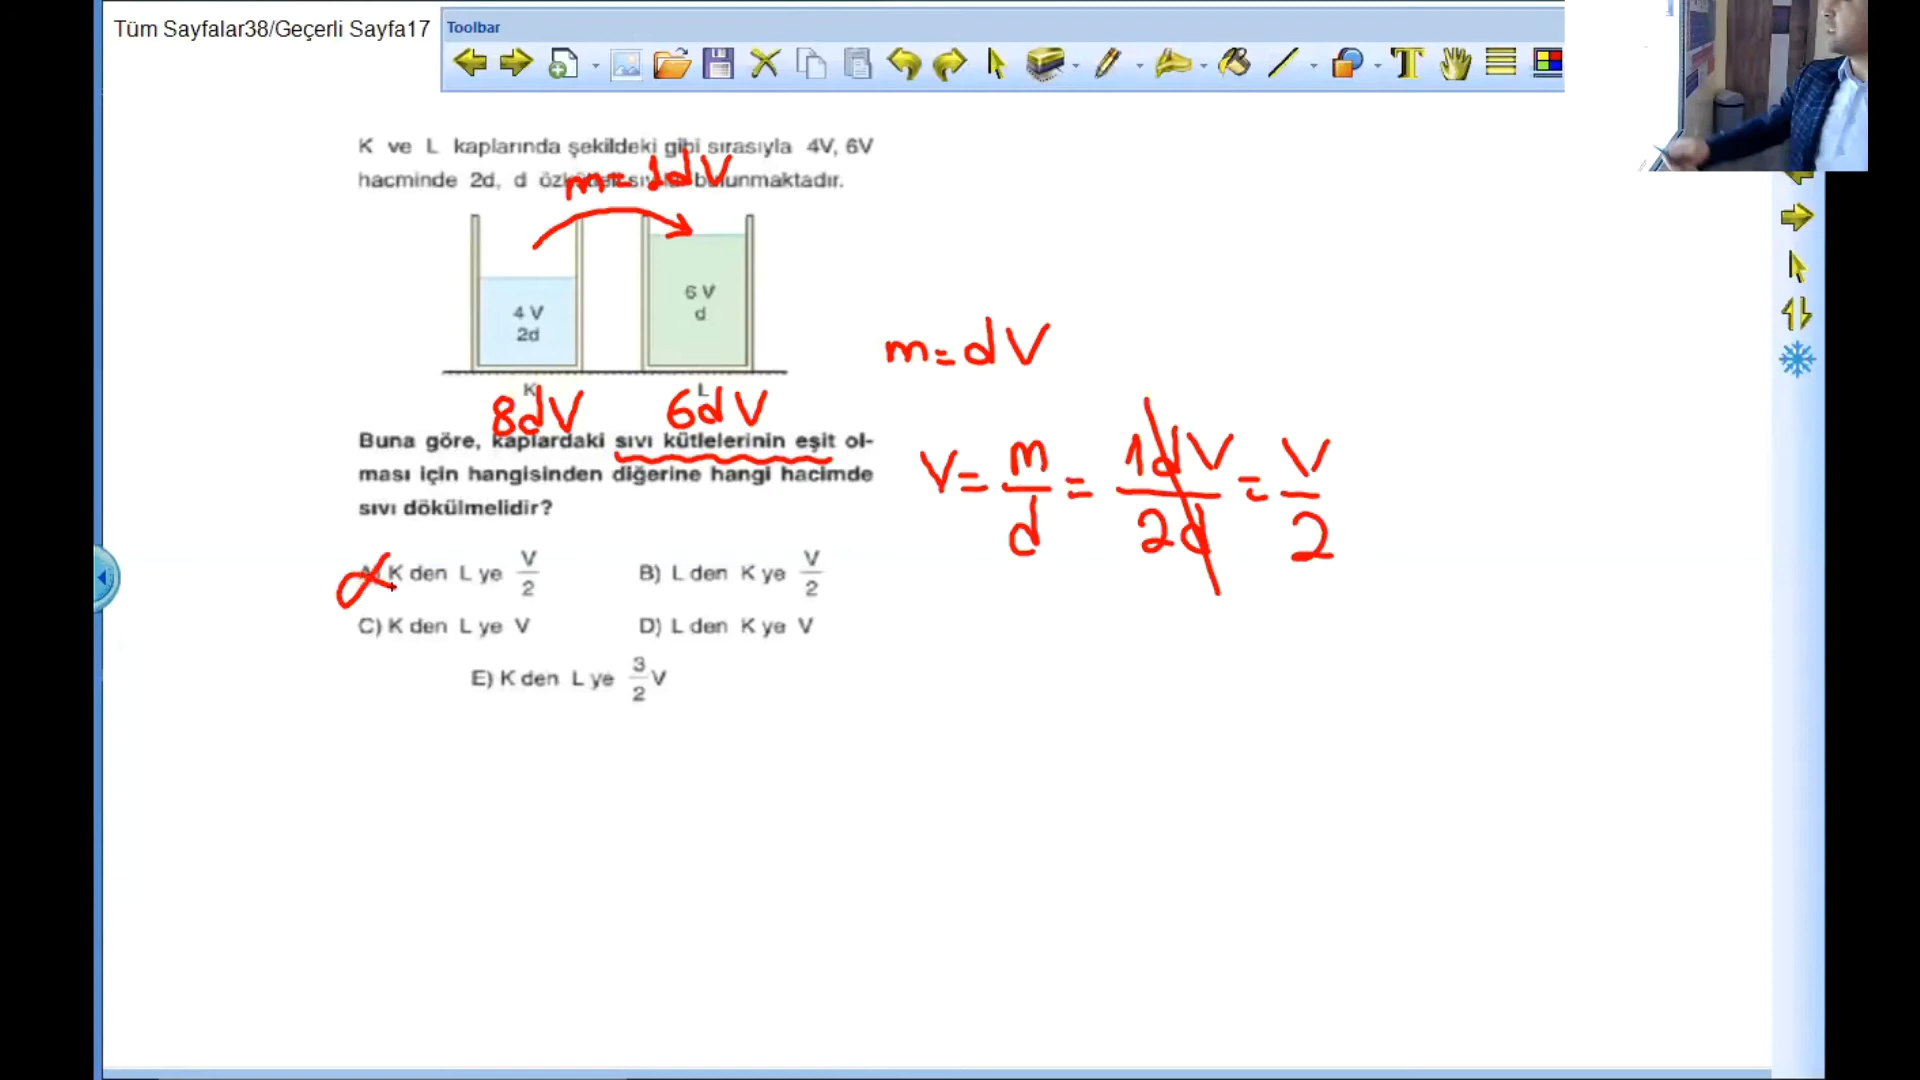 Tüm Sayfalar38/Geçerli Sayfa17
Toolbar
K ve L kaplarında şekildeki gibi sırasıyla 4V, 6V
hacminde 2d, d bulunmaktadır.
m=1dV
4 V
2d
6 V
d
K
L
8dV
6dV
m=dV
V=m/d=1dV/2d=V/2
Buna göre, kaplardaki sıvı kütlelerinin eşit ol-
ması için hangisinden diğerine hangi hacimde
sıvı dökülmelidir?
A) K den L ye V/2
B) L den K ye V/2
C) K den L ye V
D) L den K ye V
E) K den L ye 3/2 V